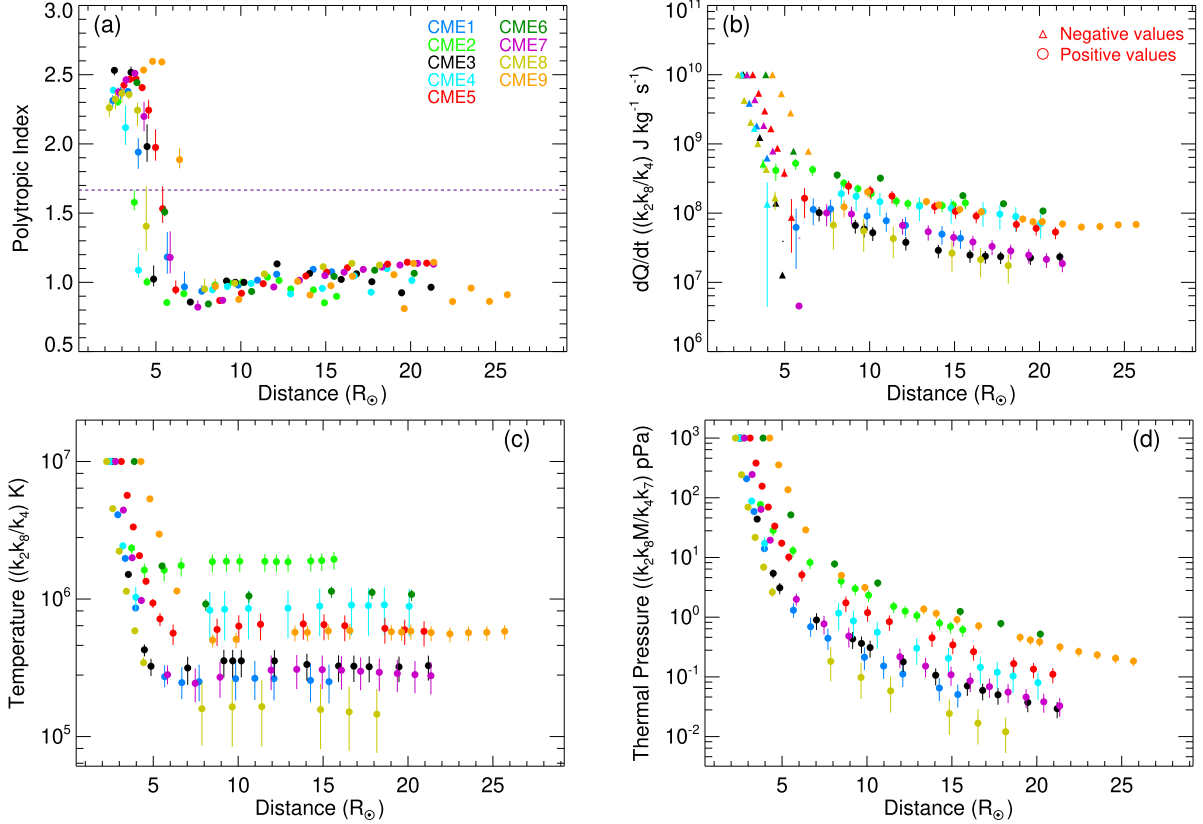 (a)
CME1
CME2
CME3
CME4
CME5
CME6
CME7
CME8
CME9
Polytropic Index
3.0
2.5
2.0
1.5
1.0
0.5
5 10 15 20 25
Distance (R⊙)
(b)
Negative values
Positive values
dQ/dt ((k₂k₈/k₄) J kg⁻¹ s⁻¹)
10¹¹
10¹⁰
10⁹
10⁸
10⁷
10⁶
5 10 15 20 25
Distance (R⊙)
(c)
Temperature ((k₂k₈/k₄) K)
10⁷
10⁶
10⁵
5 10 15 20 25
Distance (R⊙)
(d)
Thermal Pressure ((k₂k₈M/k₄k₇) pPa)
10³
10²
10¹
10⁰
10⁻¹
10⁻²
5 10 15 20 25
Distance (R⊙)